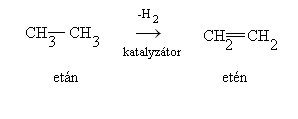 -H2
CH3 — CH3 → CH2=CH2
katalyzátor
etán etén